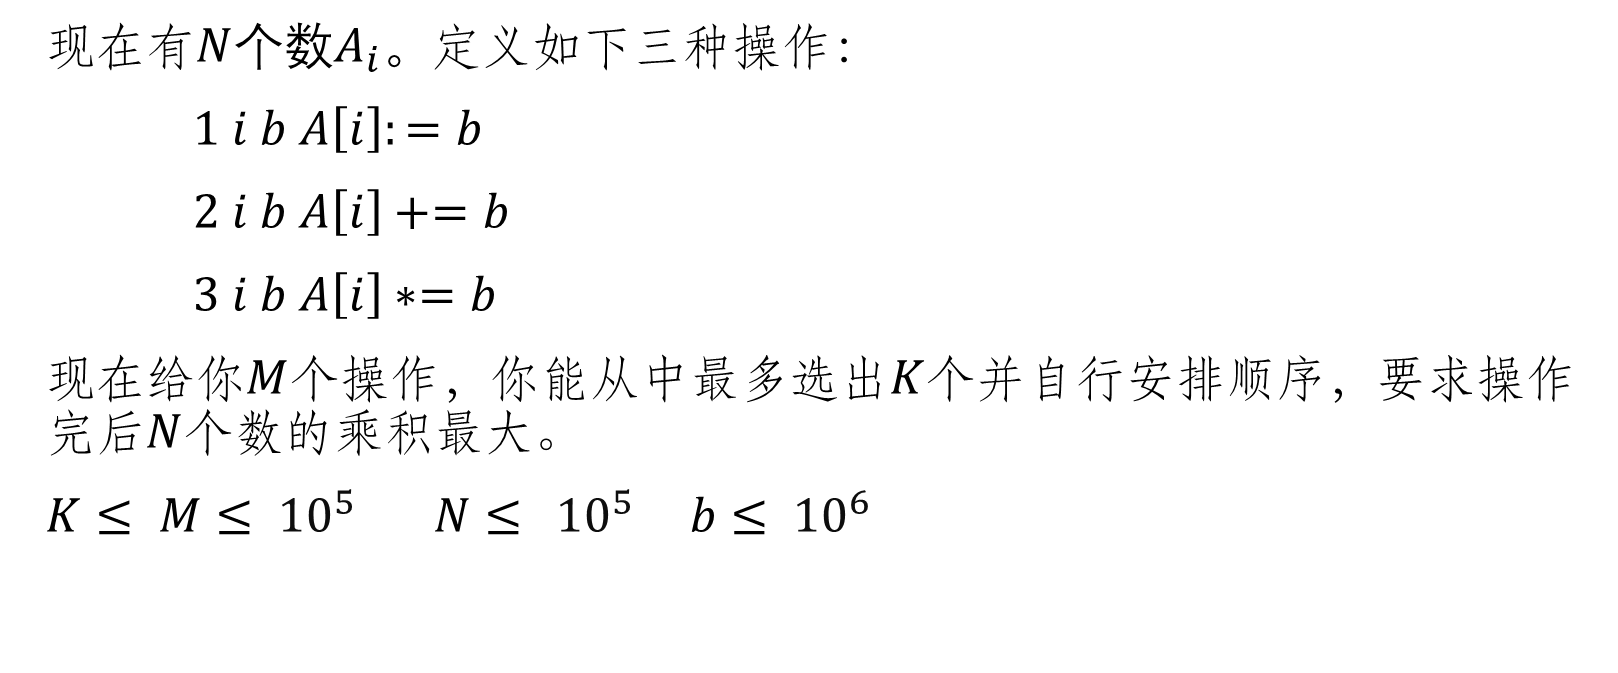 现在有N个数A_i。定义如下三种操作：
1 i b A[i]:= b
2 i b A[i] += b
3 i b A[i] ∗= b
现在给你M个操作，你能从中最多选出K个并自行安排顺序，要求操作
完后N个数的乘积最大。
K ≤ M ≤ 10^5 N ≤ 10^5 b ≤ 10^6